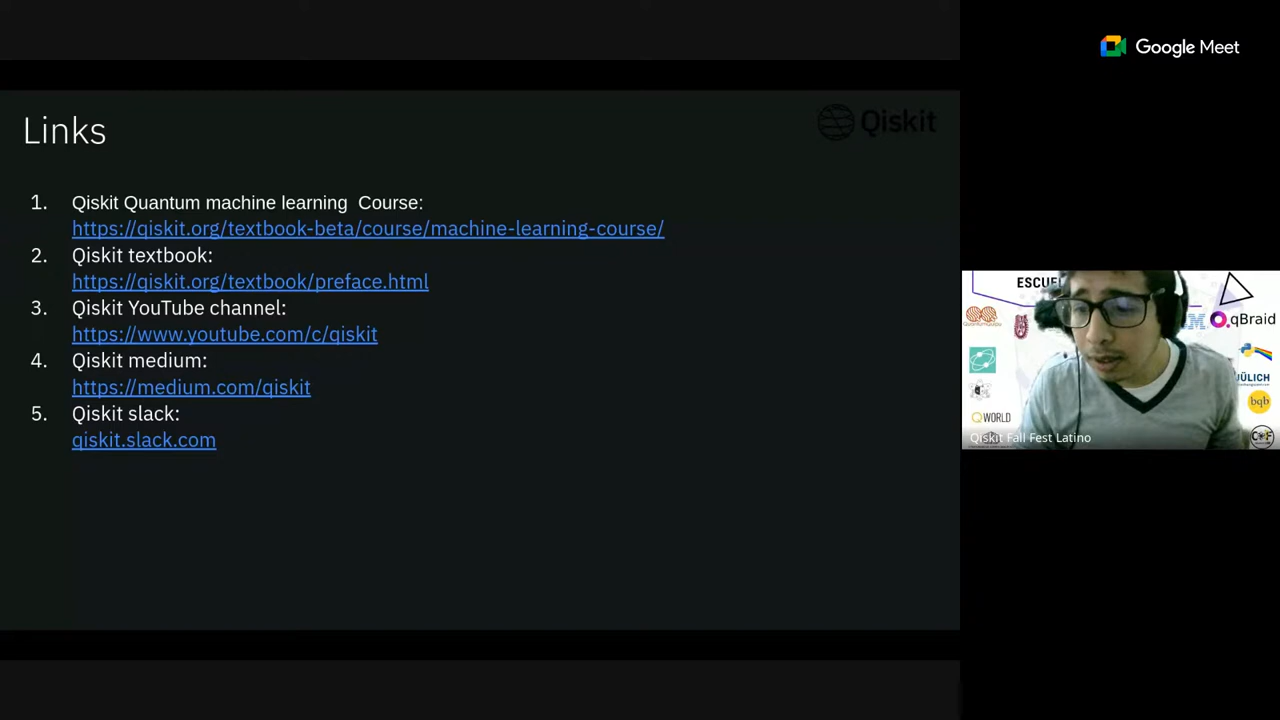 Google Meet
Links
Qiskit
1. Qiskit Quantum machine learning  Course:
https://qiskit.org/textbook-beta/course/machine-learning-course/
2. Qiskit textbook:
https://qiskit.org/textbook/preface.html
3. Qiskit YouTube channel:
https://www.youtube.com/c/qiskit
4. Qiskit medium:
https://medium.com/qiskit
5. Qiskit slack:
qiskit.slack.com
ESCUE
qBraid
JÜLICH
bqb
QWORLD
Qiskit Fall Fest Latino